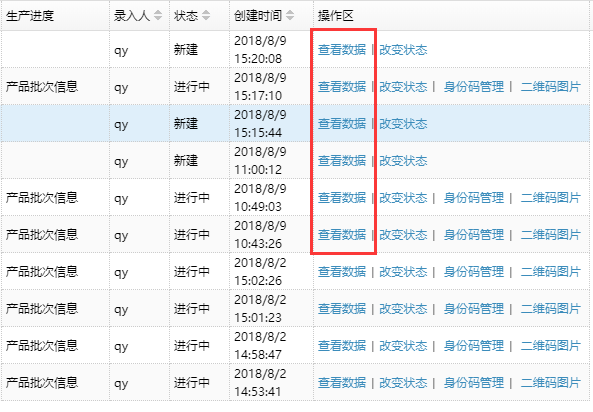 生产进度 录入人 状态 创建时间 操作区
qy 新建 2018/8/9 15:20:08 查看数据 | 改变状态
产品批次信息 qy 进行中 2018/8/9 15:17:10 查看数据 | 改变状态 | 身份码管理 | 二维码图片
qy 新建 2018/8/9 15:15:44 查看数据 | 改变状态
qy 新建 2018/8/9 11:00:12 查看数据 | 改变状态
产品批次信息 qy 进行中 2018/8/9 10:49:03 查看数据 | 改变状态 | 身份码管理 | 二维码图片
产品批次信息 qy 进行中 2018/8/9 10:43:26 查看数据 | 改变状态 | 身份码管理 | 二维码图片
产品批次信息 qy 进行中 2018/8/2 15:02:26 查看数据 | 改变状态 | 身份码管理 | 二维码图片
产品批次信息 qy 进行中 2018/8/2 15:01:23 查看数据 | 改变状态 | 身份码管理 | 二维码图片
产品批次信息 qy 进行中 2018/8/2 14:58:47 查看数据 | 改变状态 | 身份码管理 | 二维码图片
产品批次信息 qy 进行中 2018/8/2 14:53:41 查看数据 | 改变状态 | 身份码管理 | 二维码图片